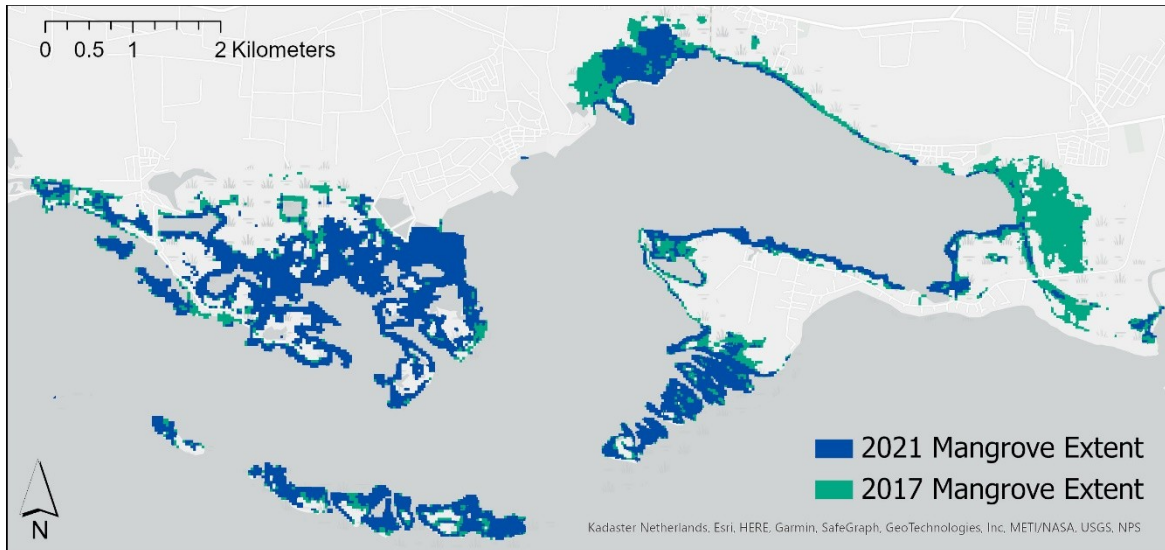 0 0.5 1 2 Kilometers
2021 Mangrove Extent
2017 Mangrove Extent
N
Kadaster Netherlands, Esri, HERE, Garmin, SafeGraph, GeoTechnologies, Inc, METI/NASA, USGS, NPS